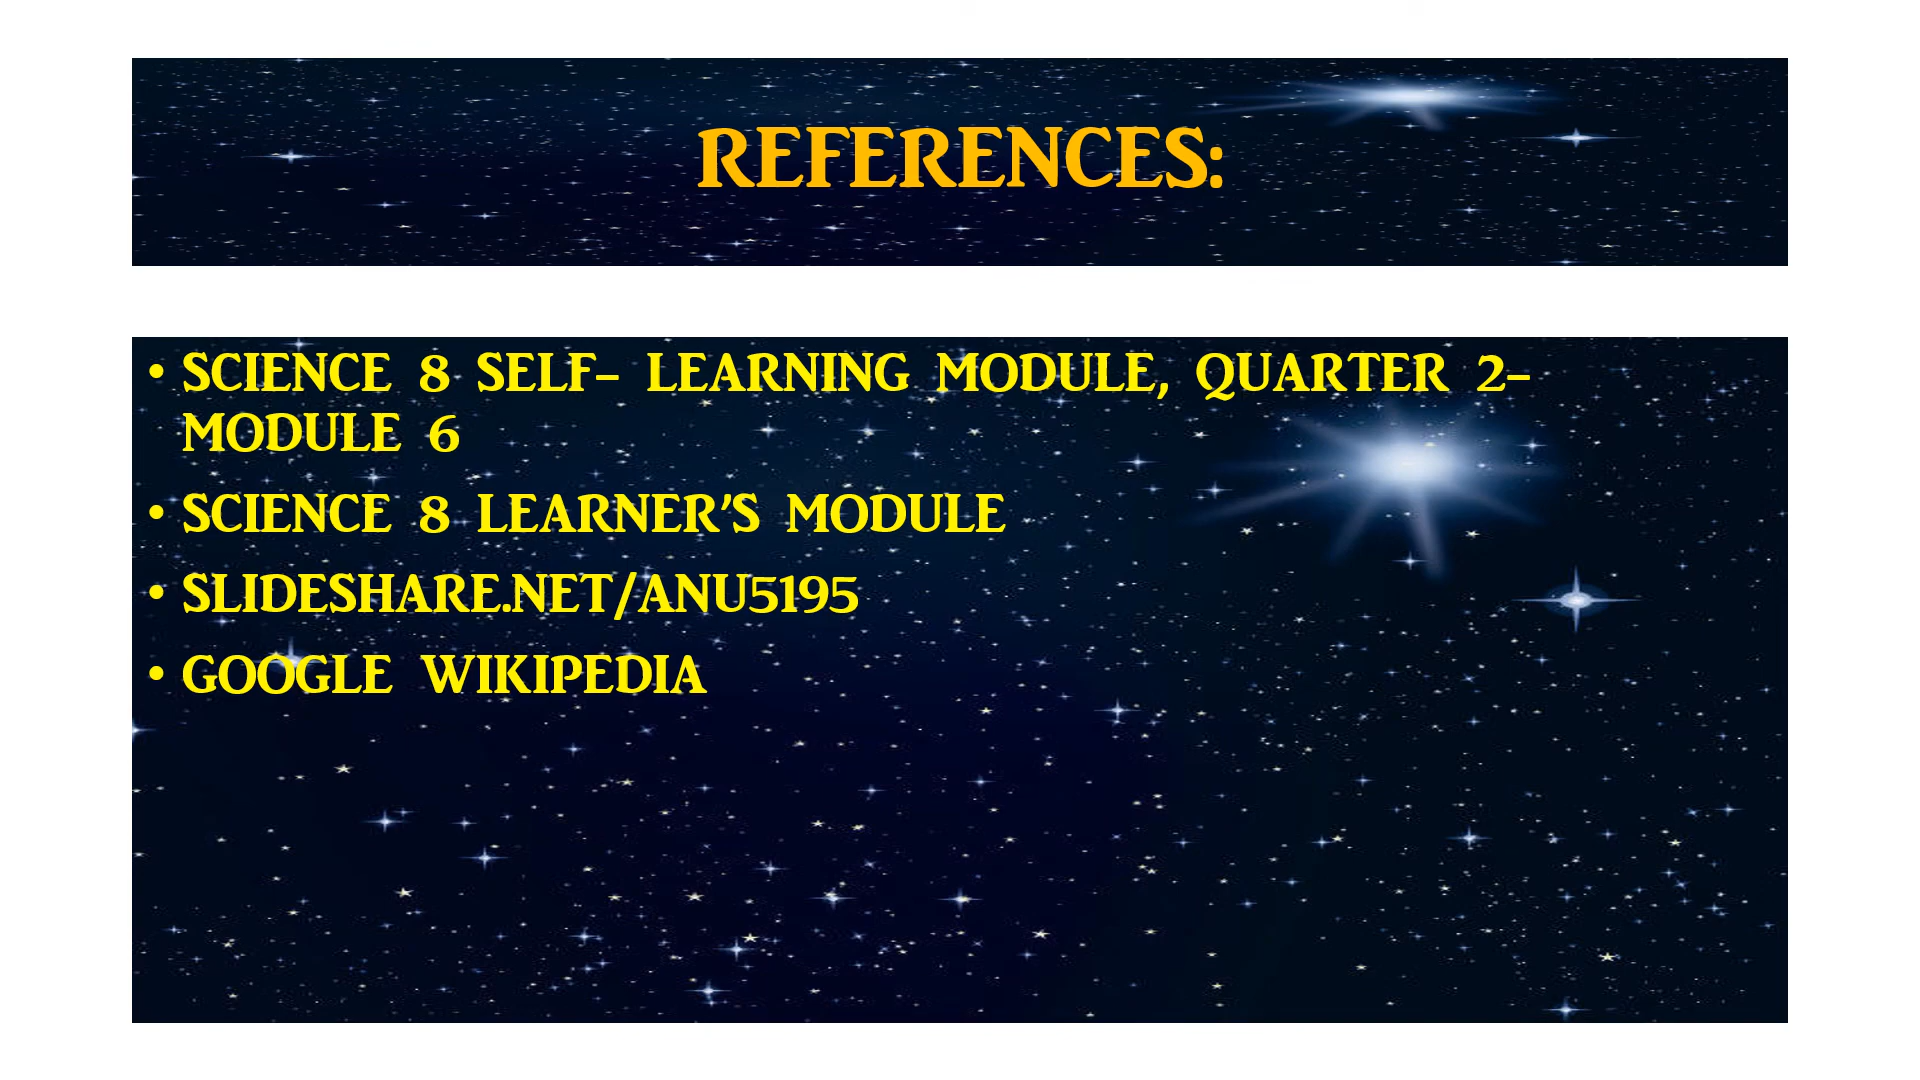 REFERENCES:
• SCIENCE 8 SELF- LEARNING MODULE, QUARTER 2-
MODULE 6
• SCIENCE 8 LEARNER'S MODULE
• SLIDESHARE.NET/ANU5195
• GOOGLE WIKIPEDIA